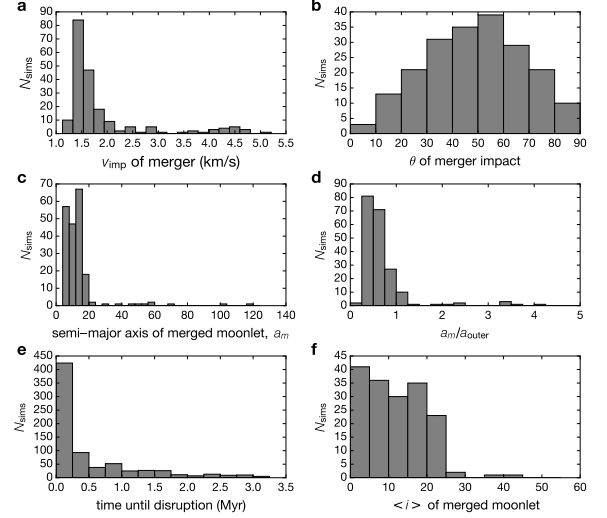 a
90
80
70
60
50
40
30
20
10
0
N_sims
1.0 1.5 2.0 2.5 3.0 3.5 4.0 4.5 5.0 5.5
v_imp of merger (km/s)
b
40
35
30
25
20
15
10
5
0
N_sims
0 10 20 30 40 50 60 70 80 90
θ of merger impact
c
70
60
50
40
30
20
10
0
N_sims
0 20 40 60 80 100 120 140
semi-major axis of merged moonlet, a_m
d
90
80
70
60
50
40
30
20
10
0
N_sims
0 1 2 3 4 5
a_m/a_outer
e
450
400
350
300
250
200
150
100
50
0
N_sims
0.0 0.5 1.0 1.5 2.0 2.5 3.0 3.5
time until disruption (Myr)
f
45
40
35
30
25
20
15
10
5
0
N_sims
0 10 20 30 40 50 60
<i> of merged moonlet